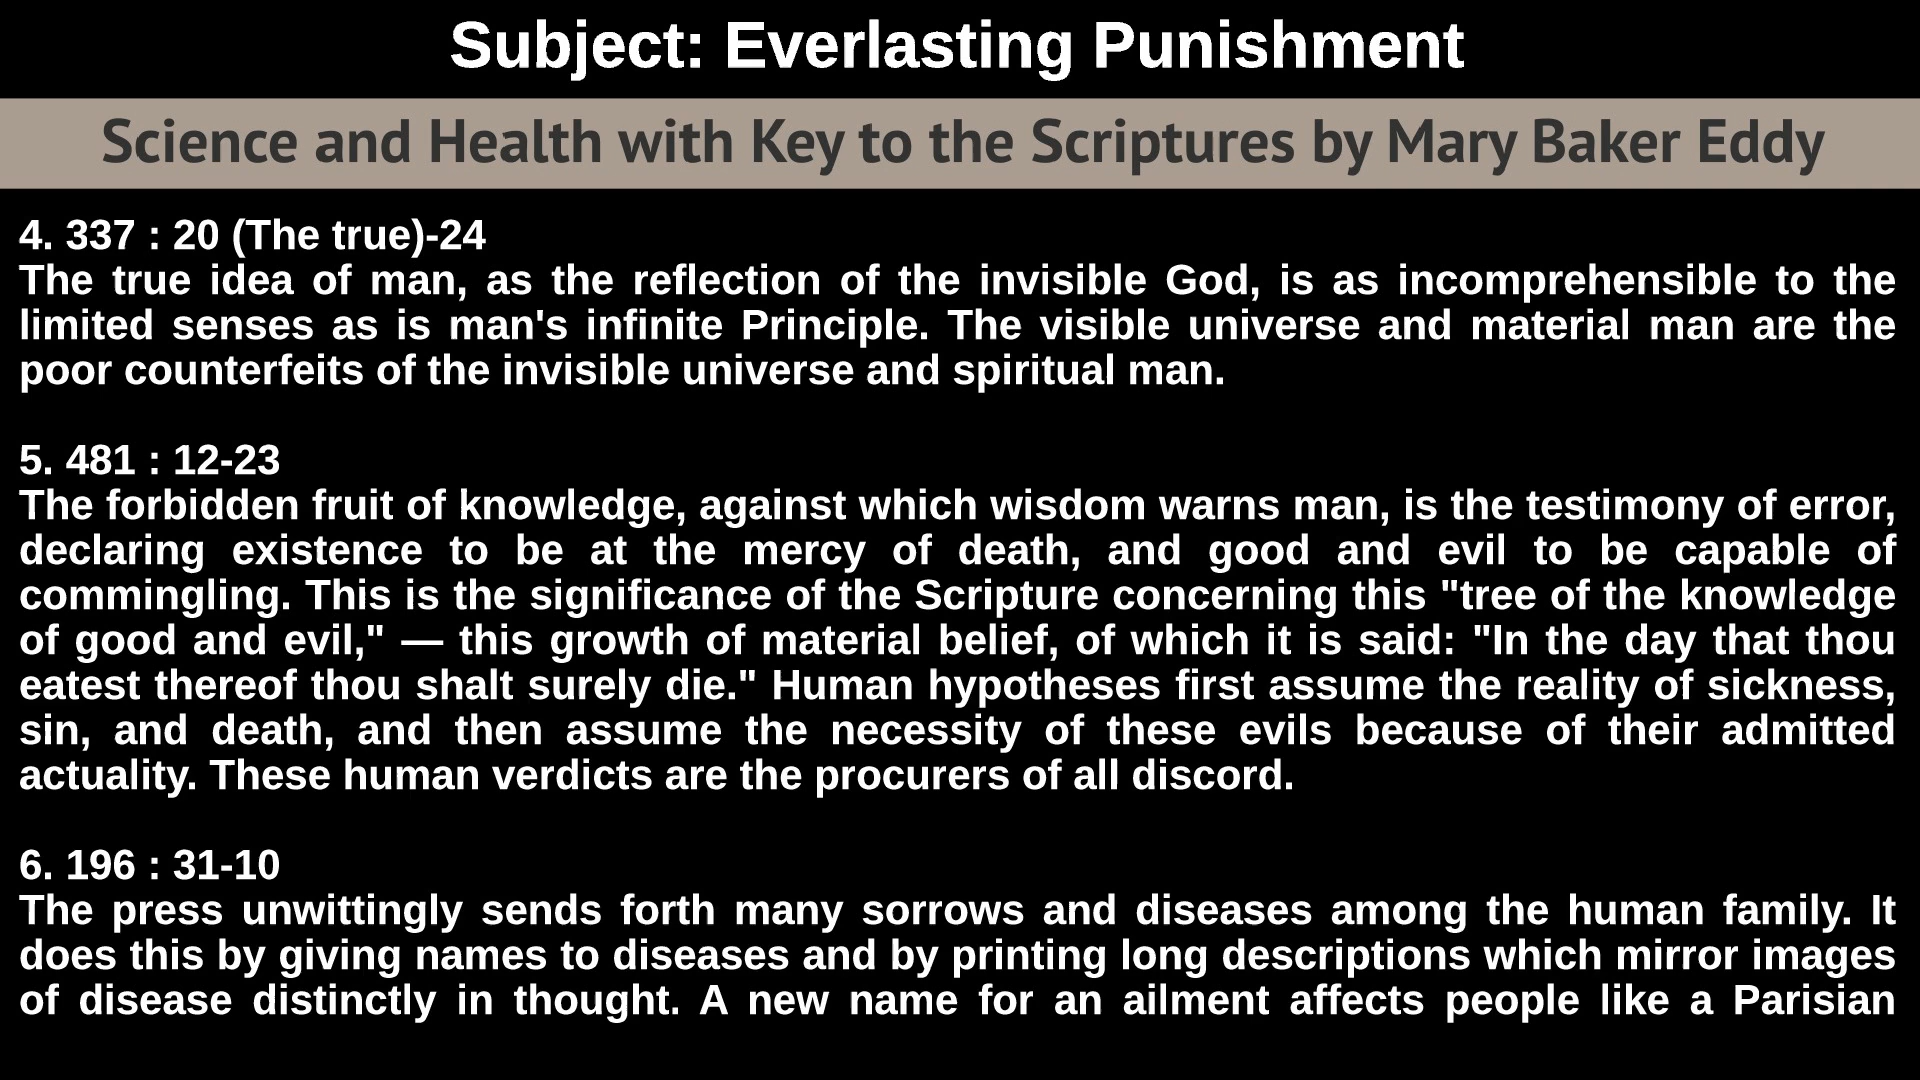 Subject: Everlasting Punishment
Science and Health with Key to the Scriptures by Mary Baker Eddy
4. 337 : 20 (The true)-24
The true idea of man, as the reflection of the invisible God, is as incomprehensible to the
limited senses as is man's infinite Principle. The visible universe and material man are the
poor counterfeits of the invisible universe and spiritual man.
5. 481 : 12-23
The forbidden fruit of knowledge, against which wisdom warns man, is the testimony of error,
declaring existence to be at the mercy of death, and good and evil to be capable of
commingling. This is the significance of the Scripture concerning this "tree of the knowledge
of good and evil," — this growth of material belief, of which it is said: "In the day that thou
eatest thereof thou shalt surely die." Human hypotheses first assume the reality of sickness,
sin, and death, and then assume the necessity of these evils because of their admitted
actuality. These human verdicts are the procurers of all discord.
6. 196 : 31-10
The press unwittingly sends forth many sorrows and diseases among the human family. It
does this by giving names to diseases and by printing long descriptions which mirror images
of disease distinctly in thought. A new name for an ailment affects people like a Parisian